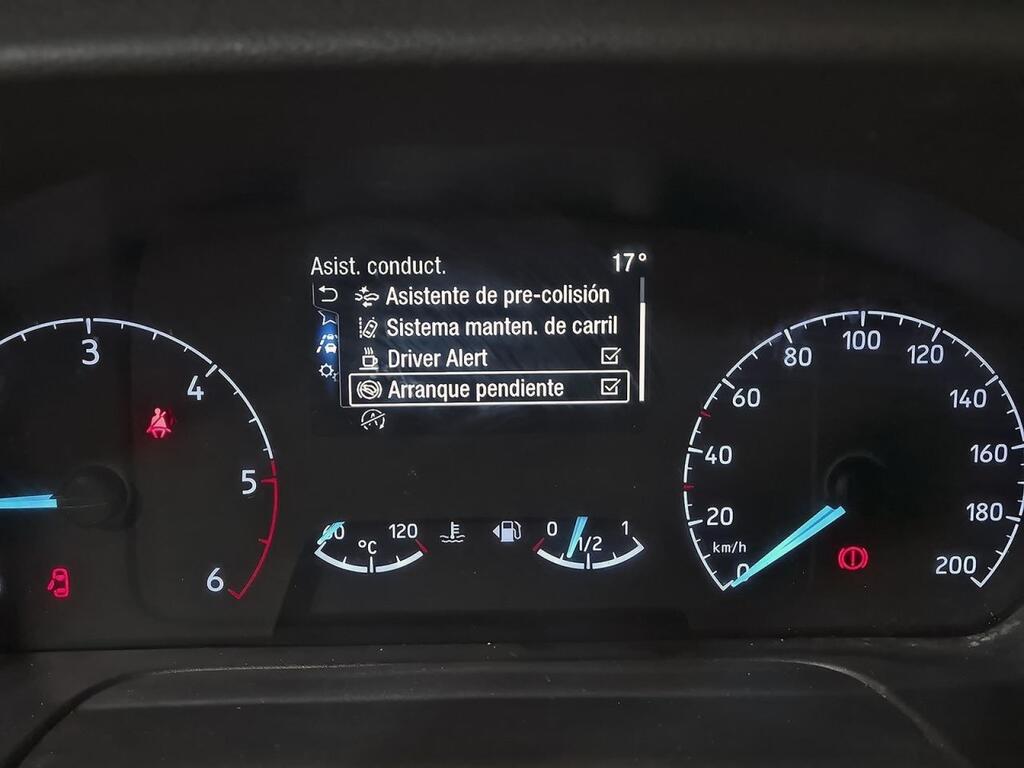 Asist. conduct.
17°
Asistente de pre-colisión
Sistema manten. de carril
Driver Alert
Arranque pendiente
A
3
4
5
6
60
120
°C
0
1/2
1
0
20
40
60
80
100
120
140
160
180
200
km/h